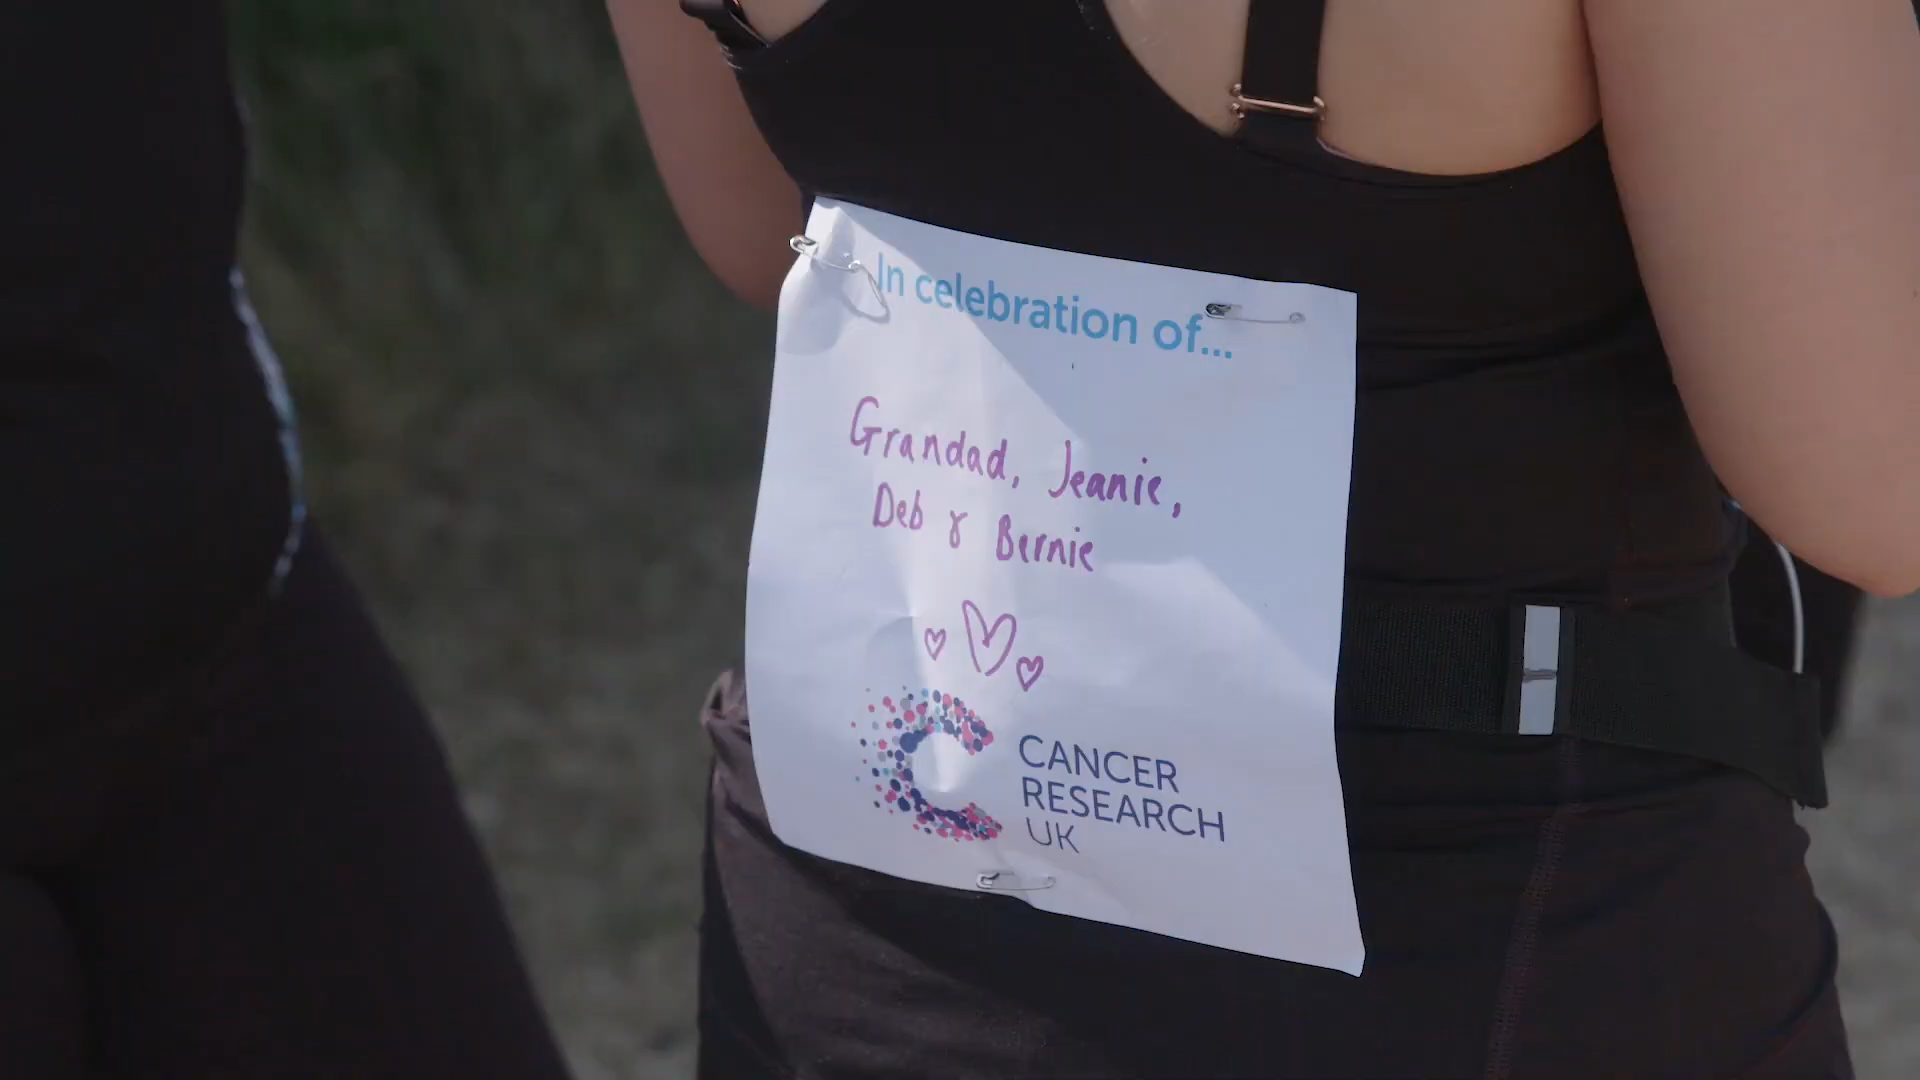 In celebration of...
Grandad, Jeanie,
Deb & Bernie
CANCER
RESEARCH
UK